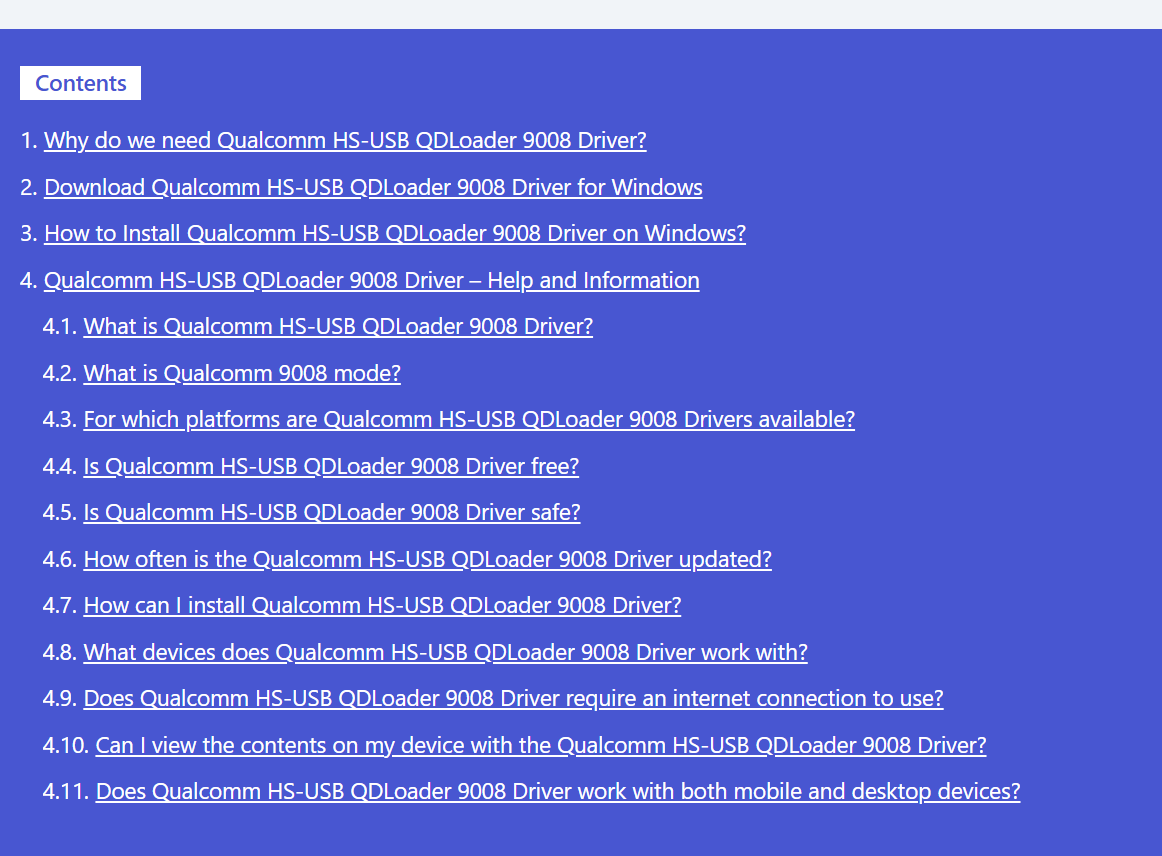 Contents
1. Why do we need Qualcomm HS-USB QDLoader 9008 Driver?
2. Download Qualcomm HS-USB QDLoader 9008 Driver for Windows
3. How to Install Qualcomm HS-USB QDLoader 9008 Driver on Windows?
4. Qualcomm HS-USB QDLoader 9008 Driver – Help and Information
4.1. What is Qualcomm HS-USB QDLoader 9008 Driver?
4.2. What is Qualcomm 9008 mode?
4.3. For which platforms are Qualcomm HS-USB QDLoader 9008 Drivers available?
4.4. Is Qualcomm HS-USB QDLoader 9008 Driver free?
4.5. Is Qualcomm HS-USB QDLoader 9008 Driver safe?
4.6. How often is the Qualcomm HS-USB QDLoader 9008 Driver updated?
4.7. How can I install Qualcomm HS-USB QDLoader 9008 Driver?
4.8. What devices does Qualcomm HS-USB QDLoader 9008 Driver work with?
4.9. Does Qualcomm HS-USB QDLoader 9008 Driver require an internet connection to use?
4.10. Can I view the contents on my device with the Qualcomm HS-USB QDLoader 9008 Driver?
4.11. Does Qualcomm HS-USB QDLoader 9008 Driver work with both mobile and desktop devices?